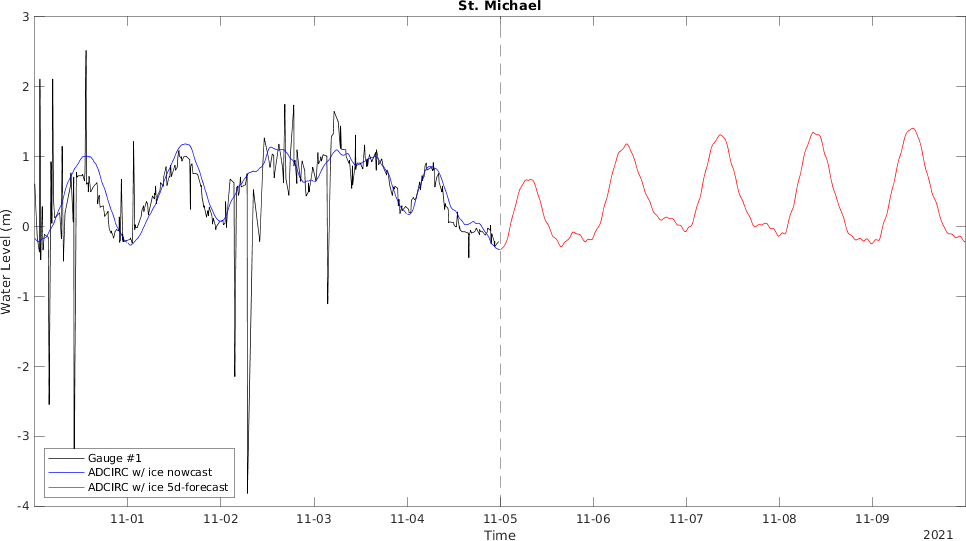 St. Michael
3
2
1
0
-1
-2
-3
-4
Water Level (m)
Gauge #1
ADCIRC w/ ice nowcast
ADCIRC w/ ice 5d-forecast
11-01 11-02 11-03 11-04 11-05 11-06 11-07 11-08 11-09
Time
2021